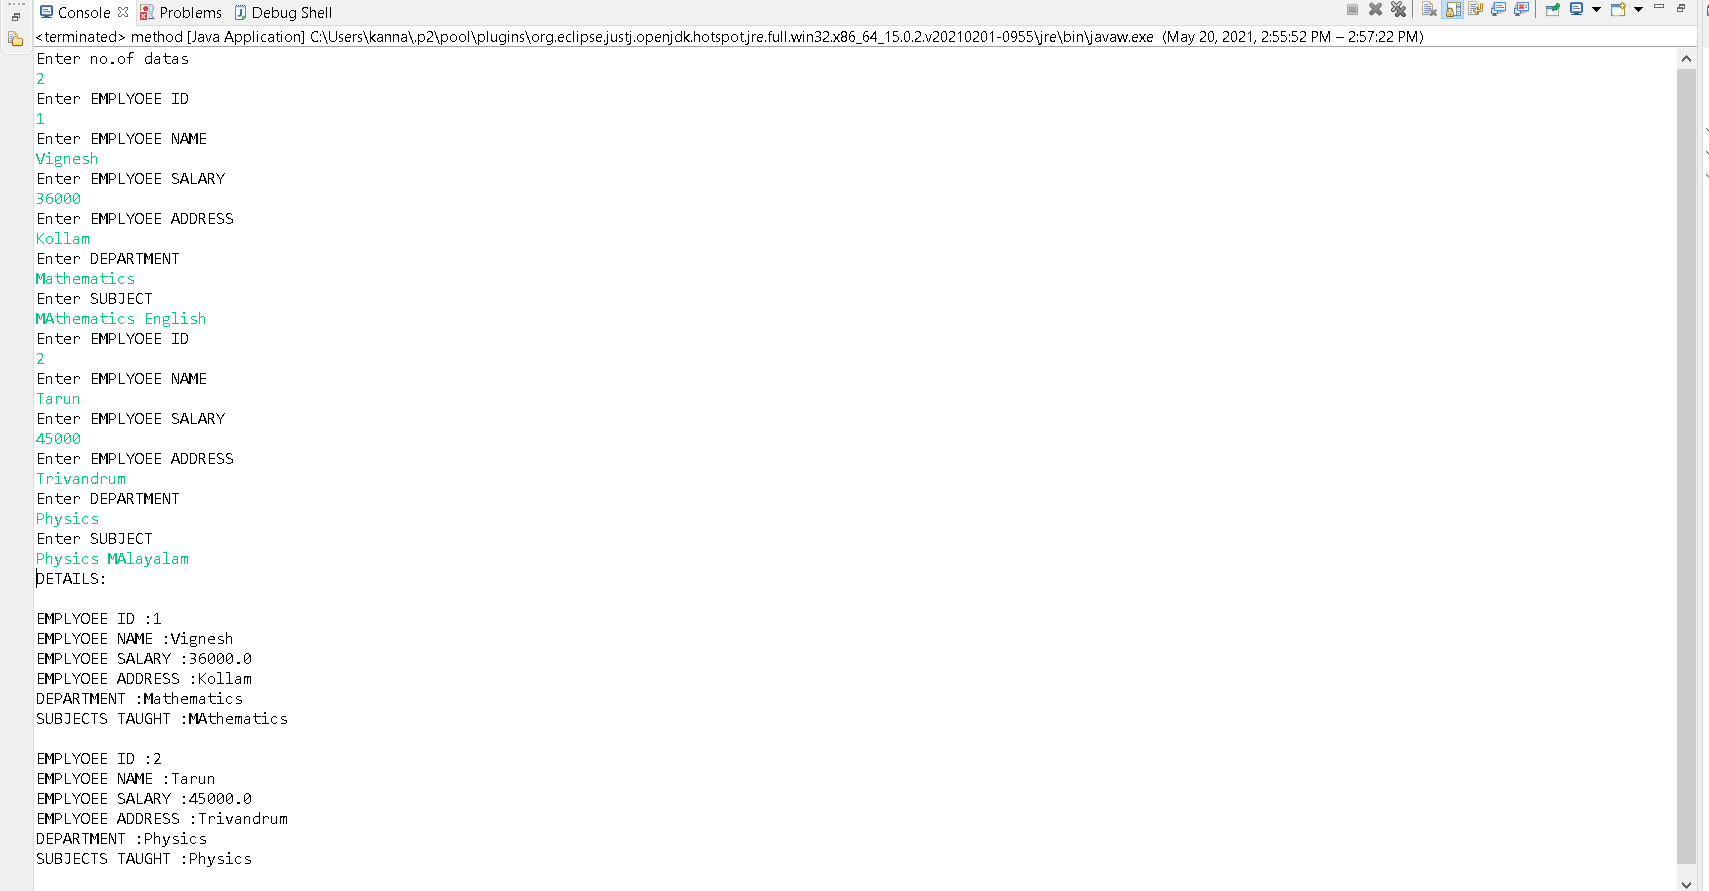 Console Problems Debug Shell
<terminated> method [Java Application] C:\Users\kanna\.p2\pool\plugins\org.eclipse.justj.openjdk.hotspot.jre.full.win32.x86_64_15.0.2.v20210201-0955\jre\bin\javaw.exe (May 20, 2021, 2:55:52 PM – 2:57:22 PM)
Enter no.of datas
2
Enter EMPLYOEE ID
1
Enter EMPLYOEE NAME
Vignesh
Enter EMPLYOEE SALARY
36000
Enter EMPLYOEE ADDRESS
Kollam
Enter DEPARTMENT
Mathematics
Enter SUBJECT
MAthematics English
Enter EMPLYOEE ID
2
Enter EMPLYOEE NAME
Tarun
Enter EMPLYOEE SALARY
45000
Enter EMPLYOEE ADDRESS
Trivandrum
Enter DEPARTMENT
Physics
Enter SUBJECT
Physics MAlayalam
DETAILS:
EMPLYOEE ID :1
EMPLYOEE NAME :Vignesh
EMPLYOEE SALARY :36000.0
EMPLYOEE ADDRESS :Kollam
DEPARTMENT :Mathematics
SUBJECTS TAUGHT :MAthematics
EMPLYOEE ID :2
EMPLYOEE NAME :Tarun
EMPLYOEE SALARY :45000.0
EMPLYOEE ADDRESS :Trivandrum
DEPARTMENT :Physics
SUBJECTS TAUGHT :Physics